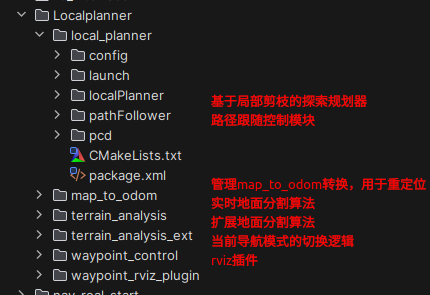 Localplanner
local_planner
config
launch
localPlanner 基于局部剪枝的探索规划器
pathFollower 路径跟随控制模块
pcd
CMakeLists.txt
package.xml
map_to_odom 管理map_to_odom转换，用于重定位
terrain_analysis 实时地面分割算法
terrain_analysis_ext 扩展地面分割算法
waypoint_control 当前导航模式的切换逻辑
waypoint_rviz_plugin rviz插件